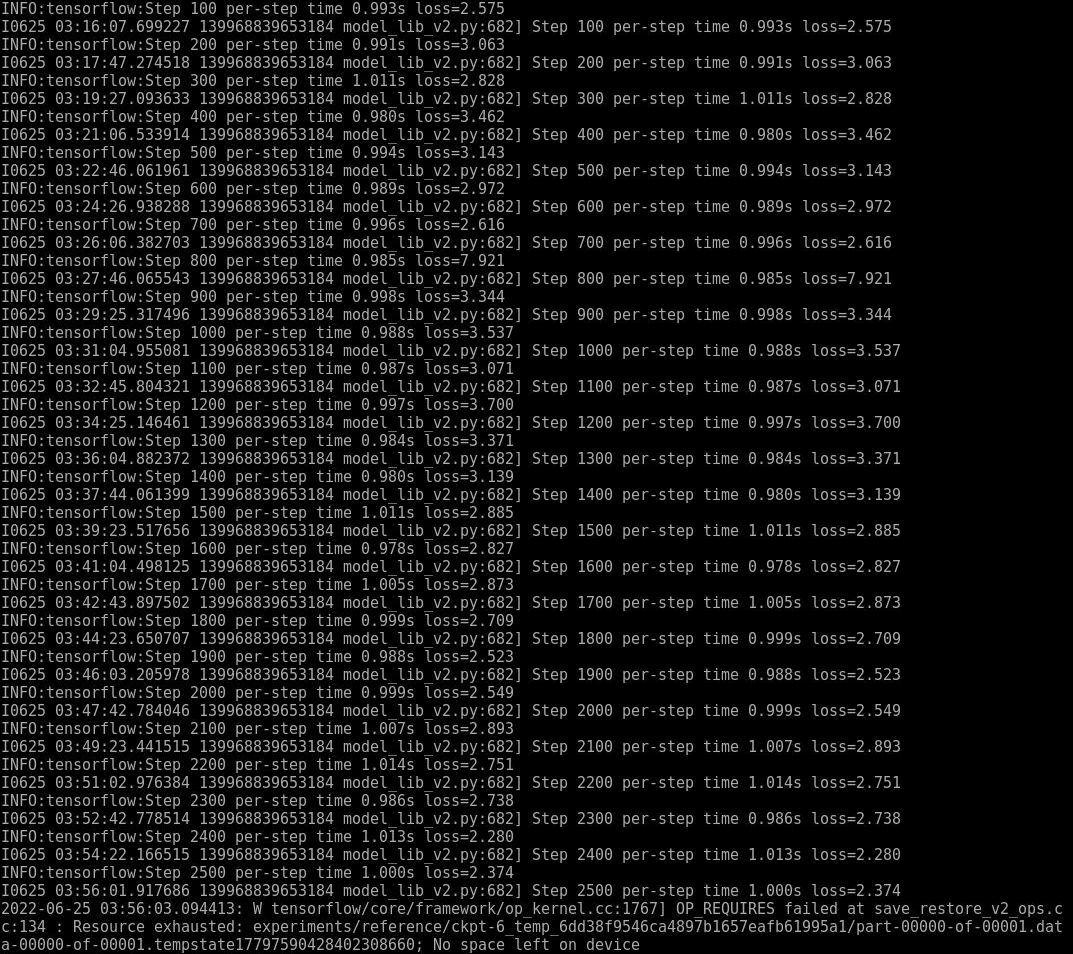 INFO:tensorflow:Step 100 per-step time 0.993s loss=2.575
I0625 03:16:07.699227 139968839653184 model_lib_v2.py:682] Step 100 per-step time 0.993s loss=2.575
INFO:tensorflow:Step 200 per-step time 0.991s loss=3.063
I0625 03:17:47.274518 139968839653184 model_lib_v2.py:682] Step 200 per-step time 0.991s loss=3.063
INFO:tensorflow:Step 300 per-step time 1.011s loss=2.828
I0625 03:19:27.093633 139968839653184 model_lib_v2.py:682] Step 300 per-step time 1.011s loss=2.828
INFO:tensorflow:Step 400 per-step time 0.980s loss=3.462
I0625 03:21:06.533914 139968839653184 model_lib_v2.py:682] Step 400 per-step time 0.980s loss=3.462
INFO:tensorflow:Step 500 per-step time 0.994s loss=3.143
I0625 03:22:46.061961 139968839653184 model_lib_v2.py:682] Step 500 per-step time 0.994s loss=3.143
INFO:tensorflow:Step 600 per-step time 0.989s loss=2.972
I0625 03:24:26.938288 139968839653184 model_lib_v2.py:682] Step 600 per-step time 0.989s loss=2.972
INFO:tensorflow:Step 700 per-step time 0.996s loss=2.616
I0625 03:26:06.382703 139968839653184 model_lib_v2.py:682] Step 700 per-step time 0.996s loss=2.616
INFO:tensorflow:Step 800 per-step time 0.985s loss=7.921
I0625 03:27:46.065543 139968839653184 model_lib_v2.py:682] Step 800 per-step time 0.985s loss=7.921
INFO:tensorflow:Step 900 per-step time 0.998s loss=3.344
I0625 03:29:25.317496 139968839653184 model_lib_v2.py:682] Step 900 per-step time 0.998s loss=3.344
INFO:tensorflow:Step 1000 per-step time 0.988s loss=3.537
I0625 03:31:04.955081 139968839653184 model_lib_v2.py:682] Step 1000 per-step time 0.988s loss=3.537
INFO:tensorflow:Step 1100 per-step time 0.987s loss=3.071
I0625 03:32:45.804321 139968839653184 model_lib_v2.py:682] Step 1100 per-step time 0.987s loss=3.071
INFO:tensorflow:Step 1200 per-step time 0.997s loss=3.700
I0625 03:34:25.146461 139968839653184 model_lib_v2.py:682] Step 1200 per-step time 0.997s loss=3.700
INFO:tensorflow:Step 1300 per-step time 0.984s loss=3.371
I0625 03:36:04.882372 139968839653184 model_lib_v2.py:682] Step 1300 per-step time 0.984s loss=3.371
INFO:tensorflow:Step 1400 per-step time 0.980s loss=3.139
I0625 03:37:44.061399 139968839653184 model_lib_v2.py:682] Step 1400 per-step time 0.980s loss=3.139
INFO:tensorflow:Step 1500 per-step time 1.011s loss=2.885
I0625 03:39:23.517656 139968839653184 model_lib_v2.py:682] Step 1500 per-step time 1.011s loss=2.885
INFO:tensorflow:Step 1600 per-step time 0.978s loss=2.827
I0625 03:41:04.498125 139968839653184 model_lib_v2.py:682] Step 1600 per-step time 0.978s loss=2.827
INFO:tensorflow:Step 1700 per-step time 1.005s loss=2.873
I0625 03:42:43.897502 139968839653184 model_lib_v2.py:682] Step 1700 per-step time 1.005s loss=2.873
INFO:tensorflow:Step 1800 per-step time 0.999s loss=2.709
I0625 03:44:23.650707 139968839653184 model_lib_v2.py:682] Step 1800 per-step time 0.999s loss=2.709
INFO:tensorflow:Step 1900 per-step time 0.988s loss=2.523
I0625 03:46:03.205978 139968839653184 model_lib_v2.py:682] Step 1900 per-step time 0.988s loss=2.523
INFO:tensorflow:Step 2000 per-step time 0.999s loss=2.549
I0625 03:47:42.784046 139968839653184 model_lib_v2.py:682] Step 2000 per-step time 0.999s loss=2.549
INFO:tensorflow:Step 2100 per-step time 1.007s loss=2.893
I0625 03:49:23.441515 139968839653184 model_lib_v2.py:682] Step 2100 per-step time 1.007s loss=2.893
INFO:tensorflow:Step 2200 per-step time 1.014s loss=2.751
I0625 03:51:02.976384 139968839653184 model_lib_v2.py:682] Step 2200 per-step time 1.014s loss=2.751
INFO:tensorflow:Step 2300 per-step time 0.986s loss=2.738
I0625 03:52:42.778514 139968839653184 model_lib_v2.py:682] Step 2300 per-step time 0.986s loss=2.738
INFO:tensorflow:Step 2400 per-step time 1.013s loss=2.280
I0625 03:54:22.166515 139968839653184 model_lib_v2.py:682] Step 2400 per-step time 1.013s loss=2.280
INFO:tensorflow:Step 2500 per-step time 1.000s loss=2.374
I0625 03:56:01.917686 139968839653184 model_lib_v2.py:682] Step 2500 per-step time 1.000s loss=2.374
2022-06-25 03:56:03.094413: W tensorflow/core/framework/op_kernel.cc:1767] OP_REQUIRES failed at save_restore_v2_ops.c
c:134 : Resource exhausted: experiments/reference/ckpt-6_temp_6dd38f9546ca4897b1657eafb61995a1/part-00000-of-00001.dat
a-00000-of-00001.tempstate17797590428402308660; No space left on device